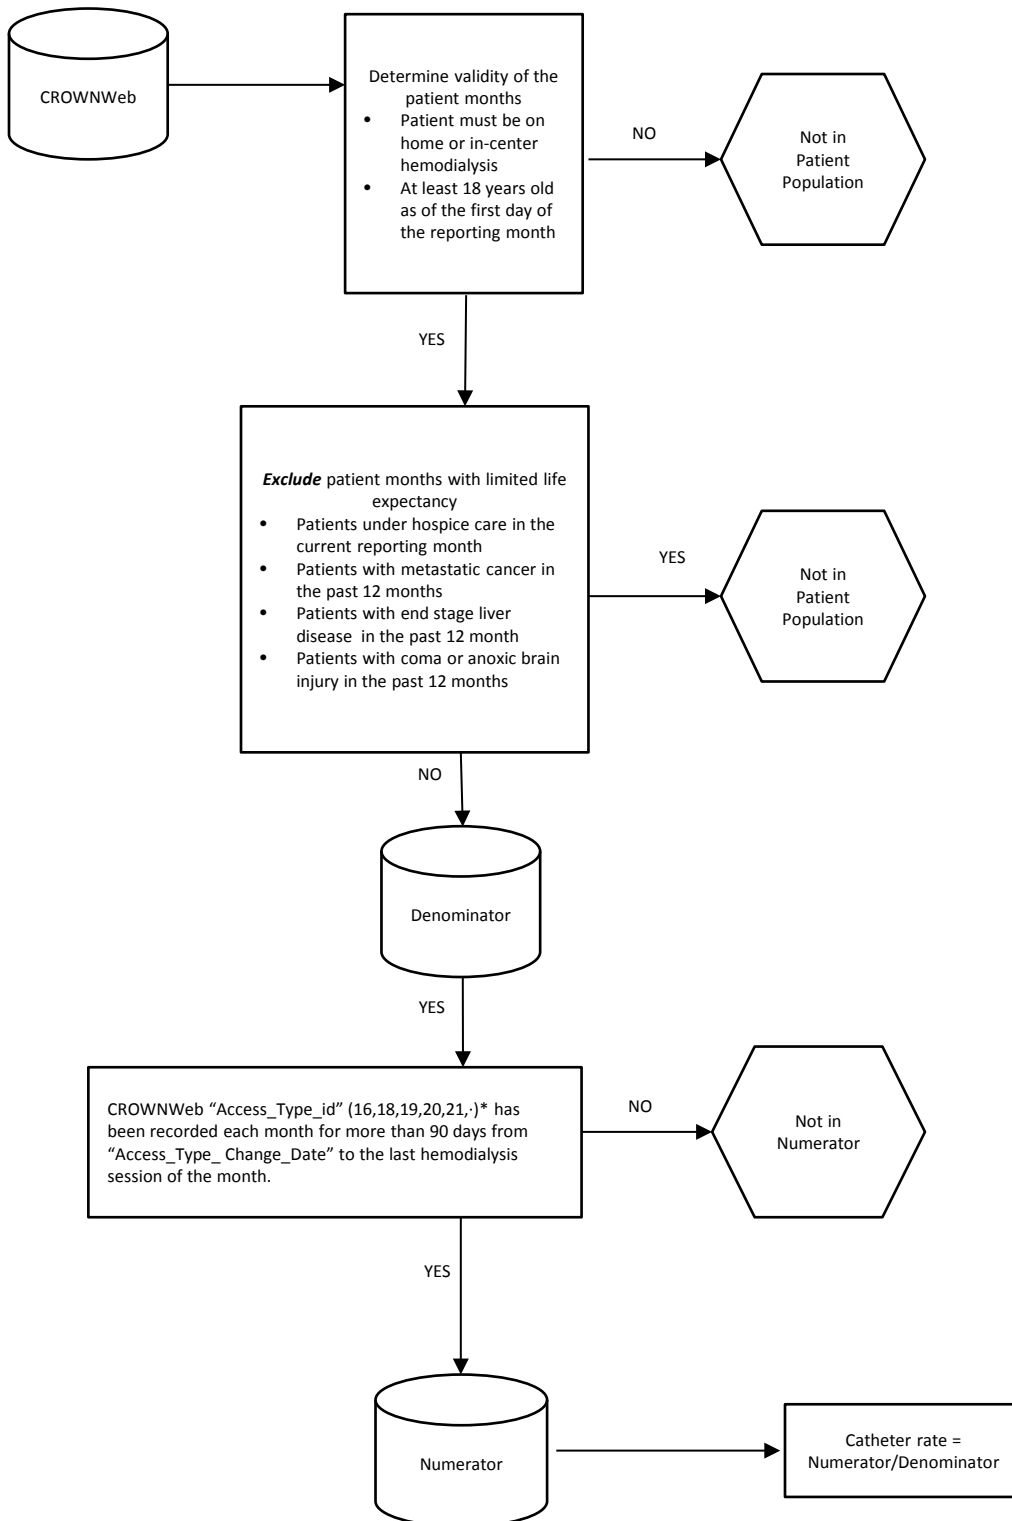 CROWNWeb
Determine validity of the
patient months
• Patient must be on
home or in-center
hemodialysis
• At least 18 years old
as of the first day of
the reporting month
NO
Not in
Patient
Population
YES
Exclude patient months with limited life
expectancy
• Patients under hospice care in the
current reporting month
• Patients with metastatic cancer in
the past 12 months
• Patients with end stage liver
disease in the past 12 month
• Patients with coma or anoxic brain
injury in the past 12 months
YES
Not in
Patient
Population
NO
Denominator
YES
CROWNWeb “Access_Type_id” (16,18,19,20,21,·)* has
been recorded each month for more than 90 days from
“Access_Type_ Change_Date” to the last hemodialysis
session of the month.
NO
Not in
Numerator
YES
Numerator
Catheter rate =
Numerator/Denominator